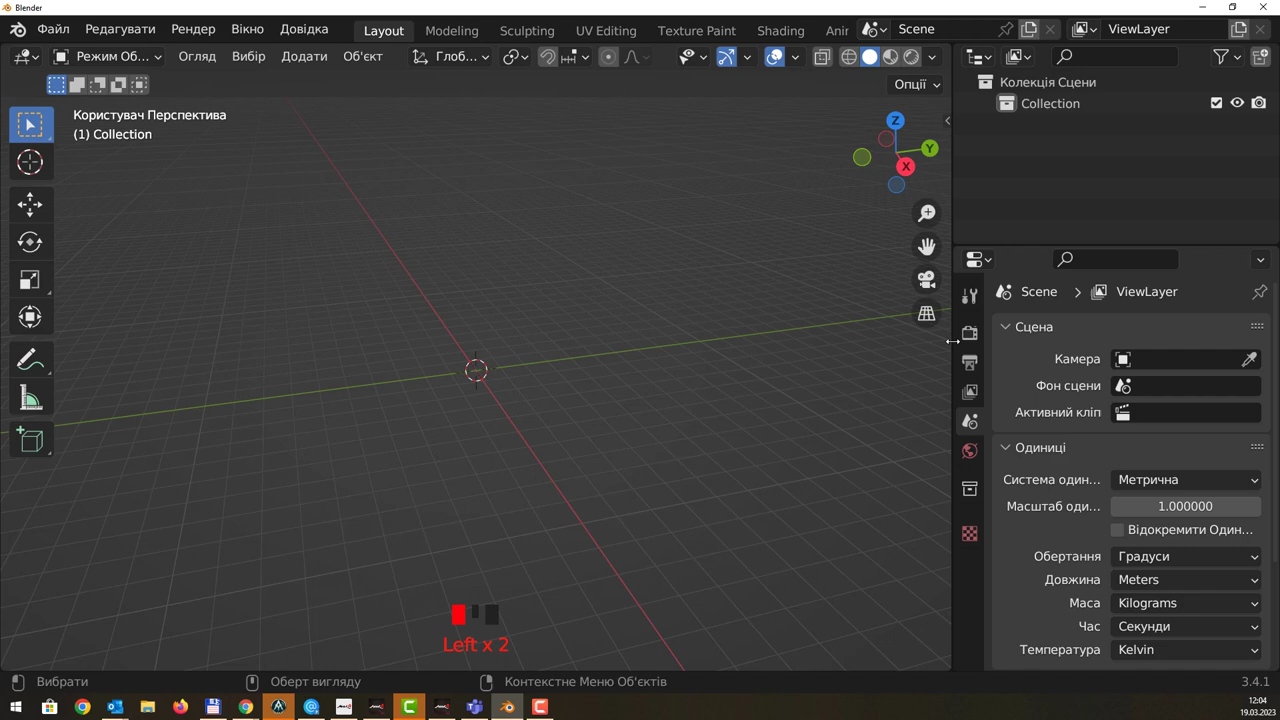 Blender
Файл Редагувати Рендер Вікно Довідка Layout Modeling Sculpting UV Editing Texture Paint Shading Anir Scene ViewLayer
Режим Об... Огляд Вибір Додати Об'єкт Глоб...
Опції
Користувач Перспектива
(1) Collection
Z
Y
X
Колекція Сцени
Collection
Scene > ViewLayer
Сцена
Камера
Фон сцени
Активний кліп
Одиниці
Система один... Метрична
Масштаб оди... 1.000000
Відокремити Один...
Обертання Градуси
Довжина Meters
Маса Kilograms
Час Секунди
Температура Kelvin
Left x 2
Вибрати Оберт вигляду Контекстне Меню Об'єктів 3.4.1
12:04
19.03.2023